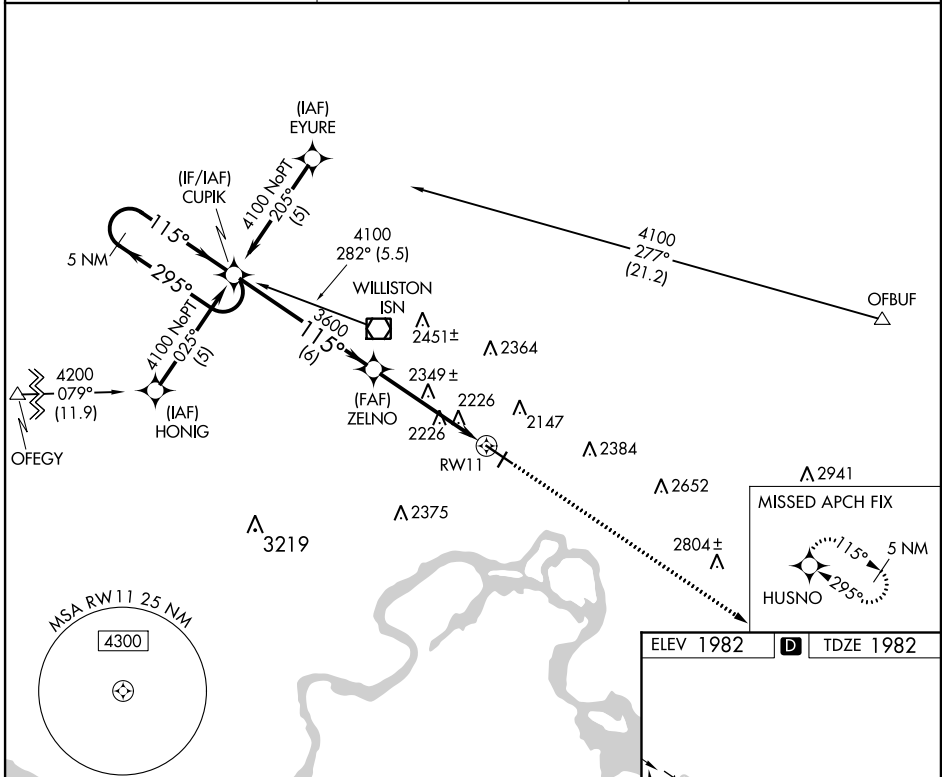 (IAF)
EYURE
(IF/IAF)
CUPIK
4100 NoPT
205°
(5)
115°
5 NM
295°
4100
282° (5.5)
4100
277°
(21.2)
OFBUF
WILLISTON
ISN
3600
115°
(6)
2451±
2364
4100 NoPT
025°
(5)
4200
079°
(11.9)
OFEGY
(IAF)
HONIG
(FAF)
ZELNO
2349±
2226
2226
2147
RW11
2384
2652
2941
2375
3219
2804±
MISSED APCH FIX
115°
5 NM
295°
HUSNO
MSA RW11 25 NM
4300
ELEV 1982
D
TDZE 1982